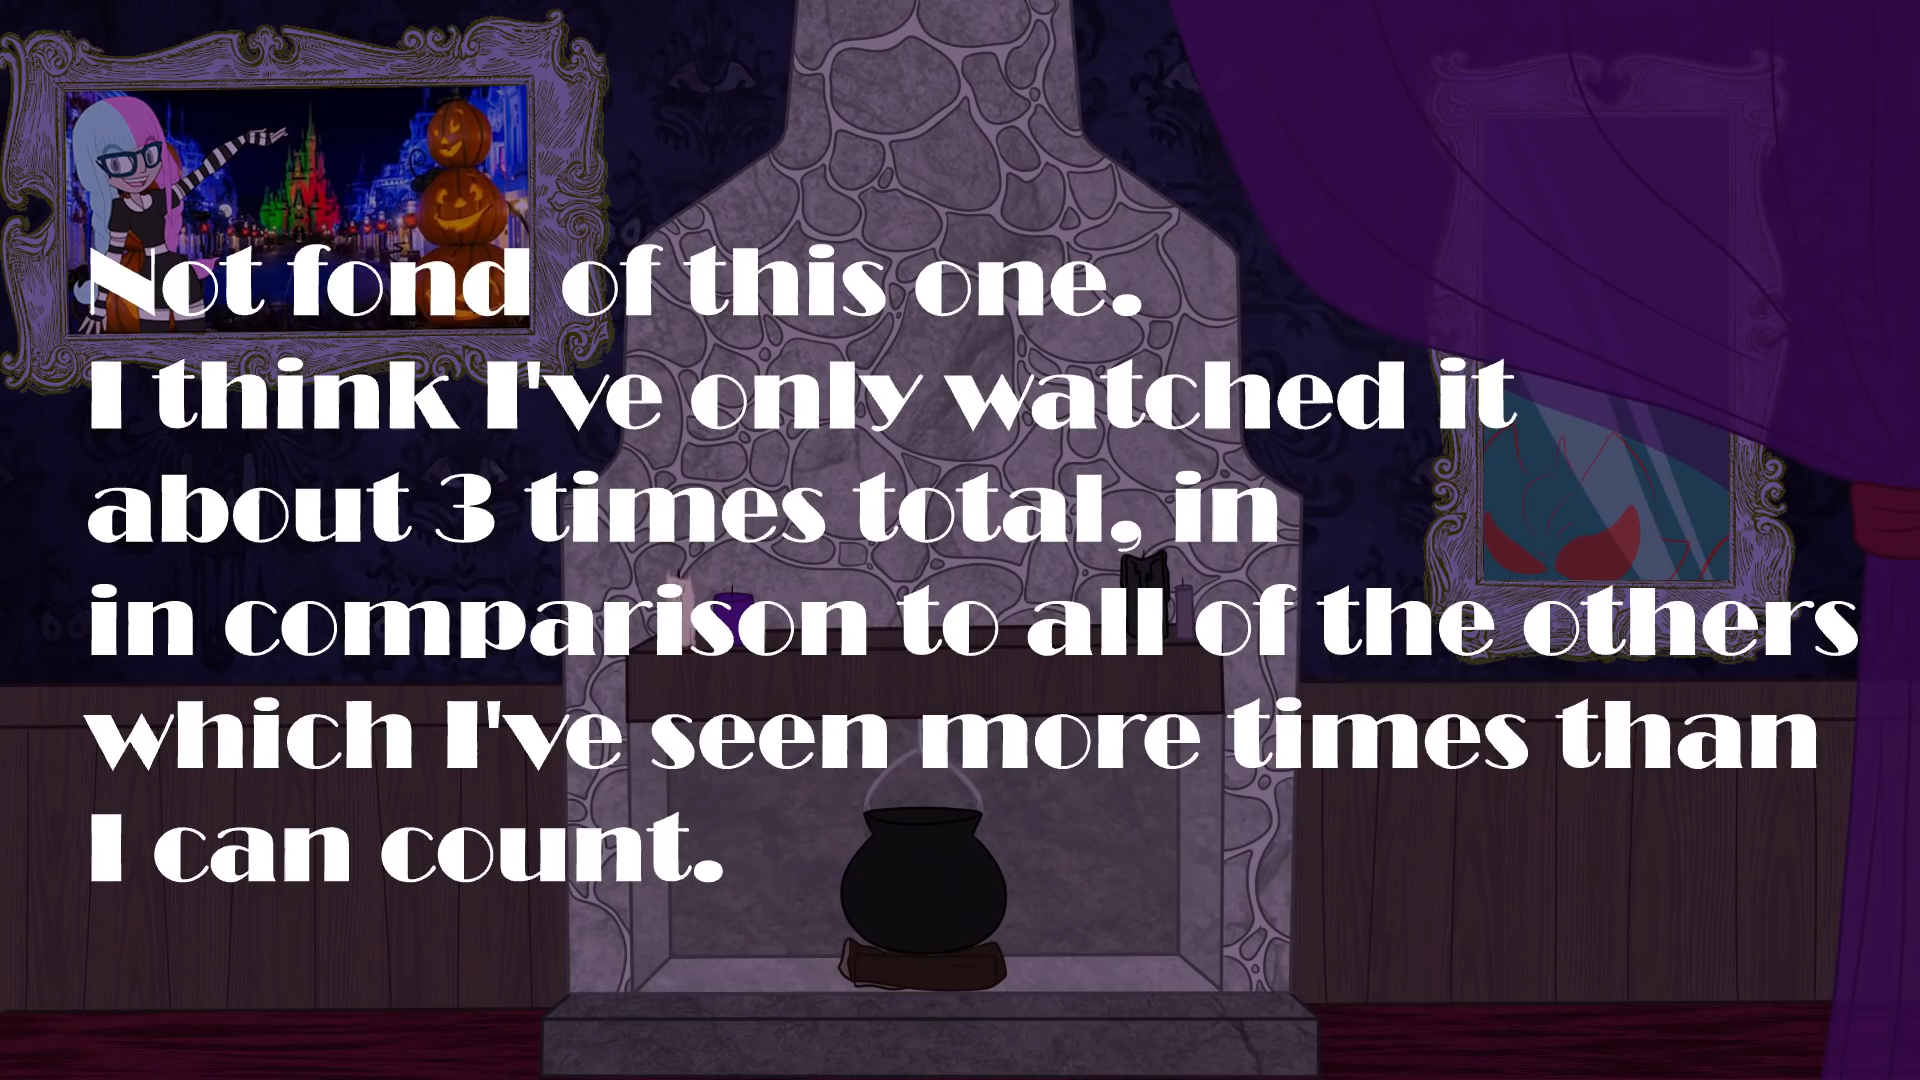 Not fond of this one.
I think I've only watched it
about 3 times total, in
in comparison to all of the others
which I've seen more times than
I can count.